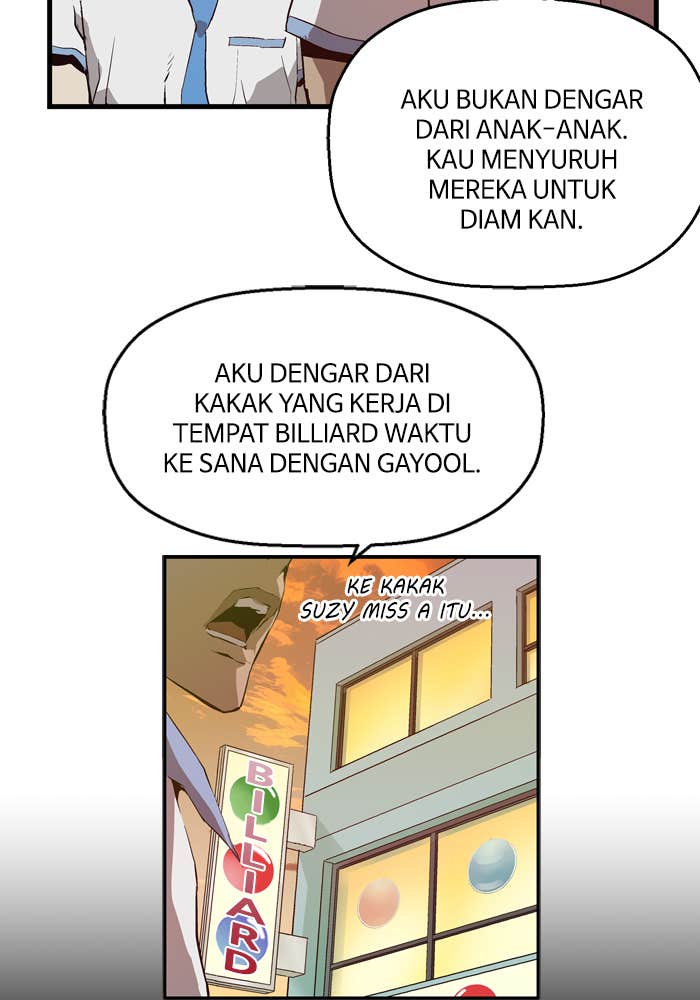 AKU BUKAN DENGAR
DARI ANAK-ANAK.
KAU MENYURUH
MEREKA UNTUK
DIAM KAN.
AKU DENGAR DARI
KAKAK YANG KERJA DI
TEMPAT BILLIARD WAKTU
KE SANA DENGAN GAYOOL.
KE KAKAK
SUZY MISS A ITU...
BILLIARD